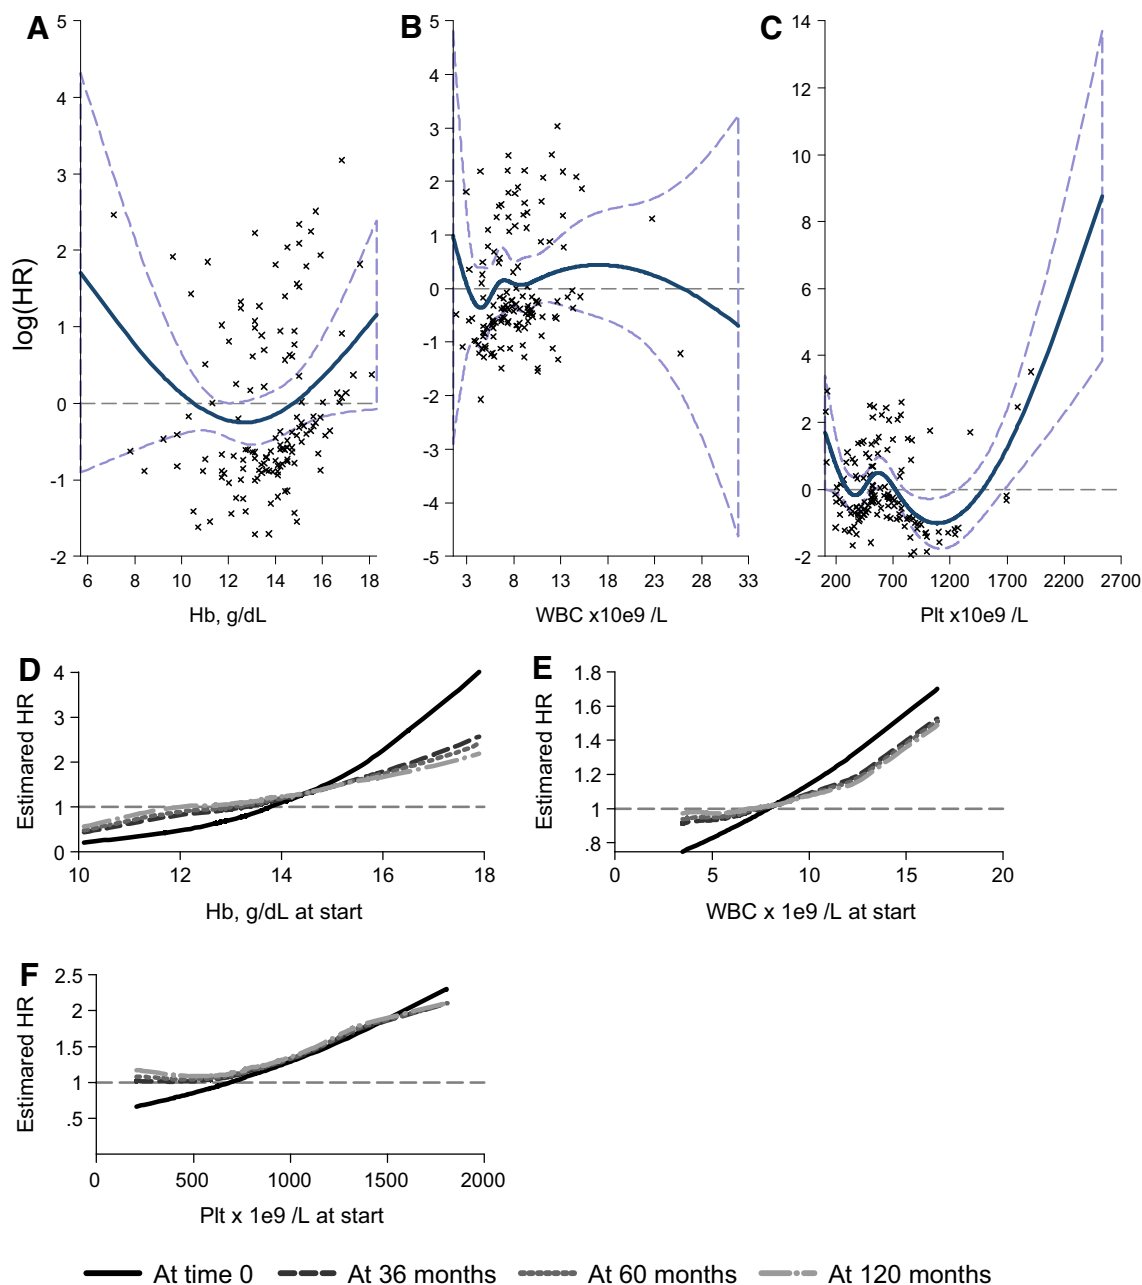 A
B
C
log(HR)
5
4
3
2
1
0
-1
-2
6 8 10 12 14 16 18
Hb, g/dL
5
4
3
2
1
0
-1
-2
-3
-4
-5
3 8 13 18 23 28 33
WBC x10e9 /L
14
12
10
8
6
4
2
0
-2
200 700 1200 1700 2200 2700
Plt x10e9 /L
D
Estimared HR
4
3
2
1
0
10 12 14 16 18
Hb, g/dL at start
E
Estimared HR
1.8
1.6
1.4
1.2
1
.8
0 5 10 15 20
WBC x 1e9 /L at start
F
Estimared HR
2.5
2
1.5
1
.5
0 500 1000 1500 2000
Plt x 1e9 /L at start
At time 0 At 36 months At 60 months At 120 months